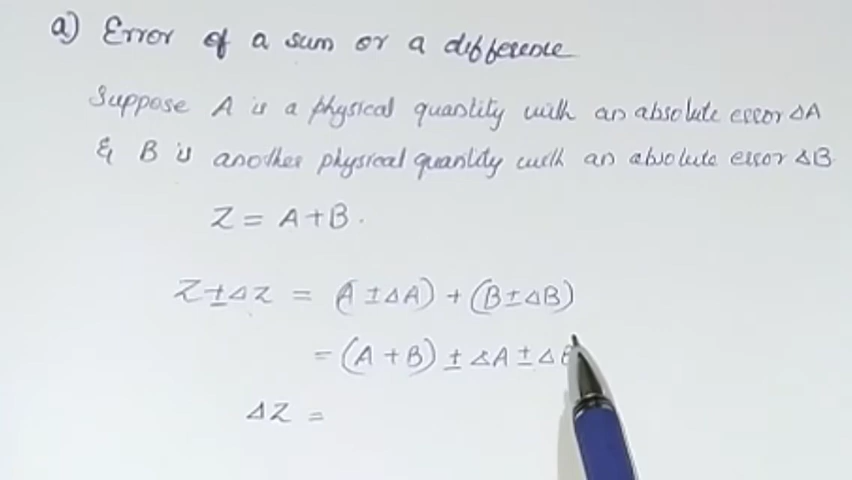 a) Error of a sum or a difference
Suppose A is a physical quantity with an absolute error ΔA
& B is another physical quantity with an absolute error ΔB.
Z = A+B.
Z±ΔZ = (A ±ΔA) + (B±ΔB)
= (A+B) ± ΔA ± ΔB
ΔZ =